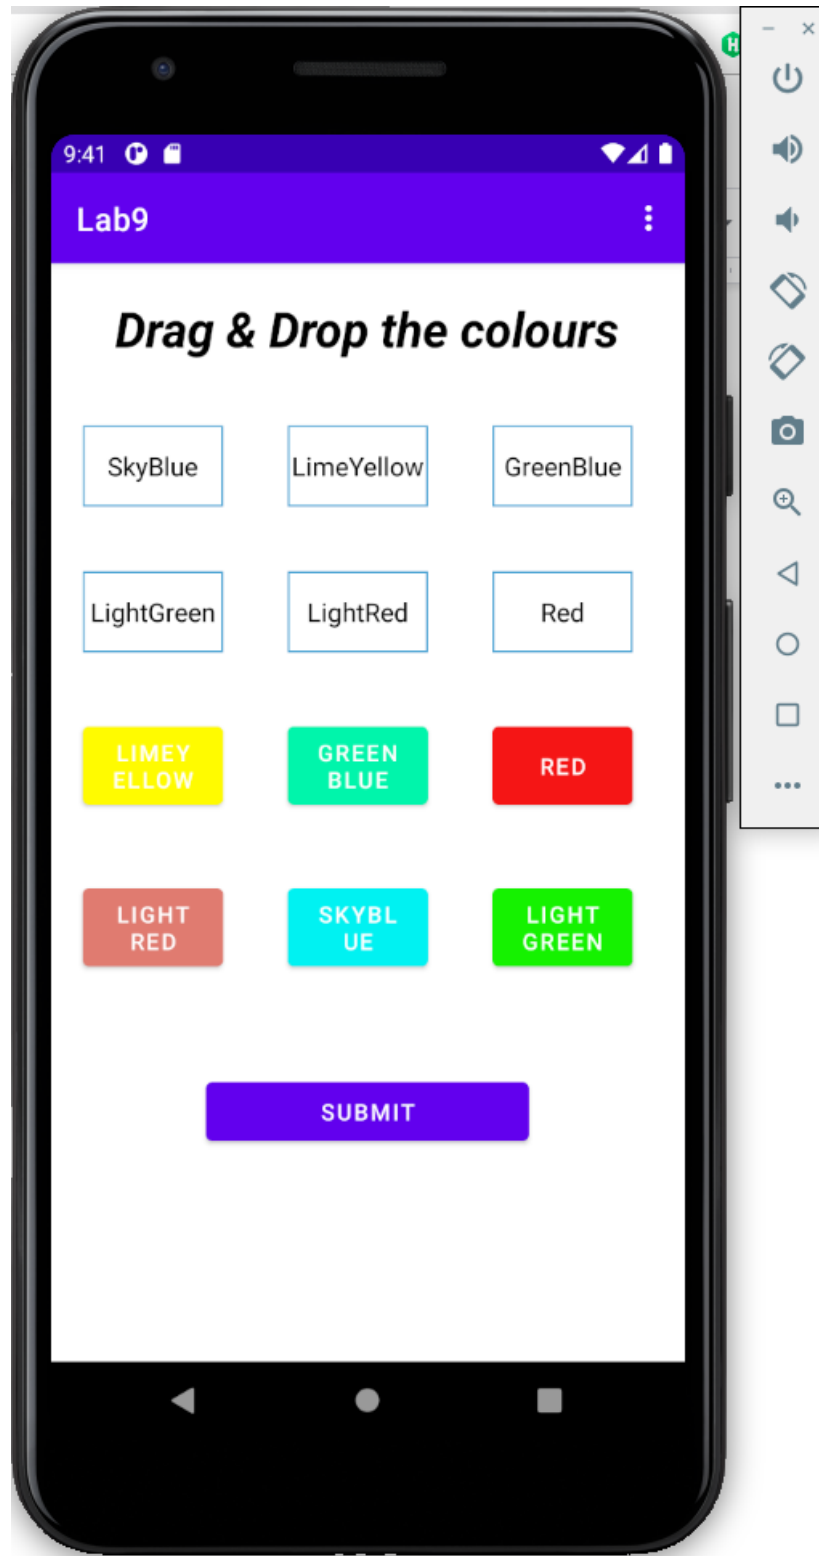 H
9:41
Lab9
Drag & Drop the colours
SkyBlue LimeYellow GreenBlue
LightGreen LightRed Red
LIMEY
ELLOW
GREEN
BLUE
RED
LIGHT
RED
SKYBL
UE
LIGHT
GREEN
SUBMIT